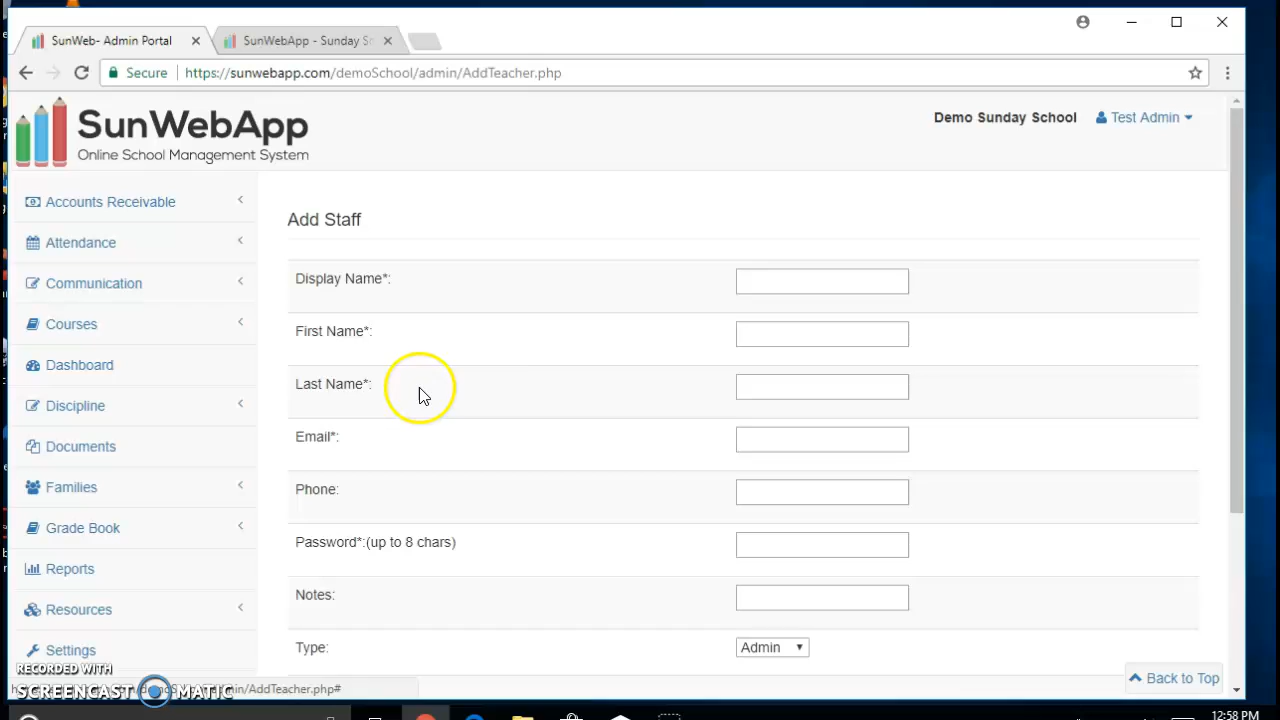 SunWeb- Admin Portal
SunWebApp - Sunday S
Secure
https://sunwebapp.com/demoSchool/admin/AddTeacher.php
SunWebApp
Online School Management System
Demo Sunday School
Test Admin
Accounts Receivable
Attendance
Communication
Courses
Dashboard
Discipline
Documents
Families
Grade Book
Reports
Resources
Settings
Add Staff
Display Name*:
First Name*:
Last Name*:
Email*:
Phone:
Password*:(up to 8 chars)
Notes:
Type:
Admin
Back to Top
RECORDED WITH
SCREENCAST MATIC
in/AddTeacher.php#
12:58 PM